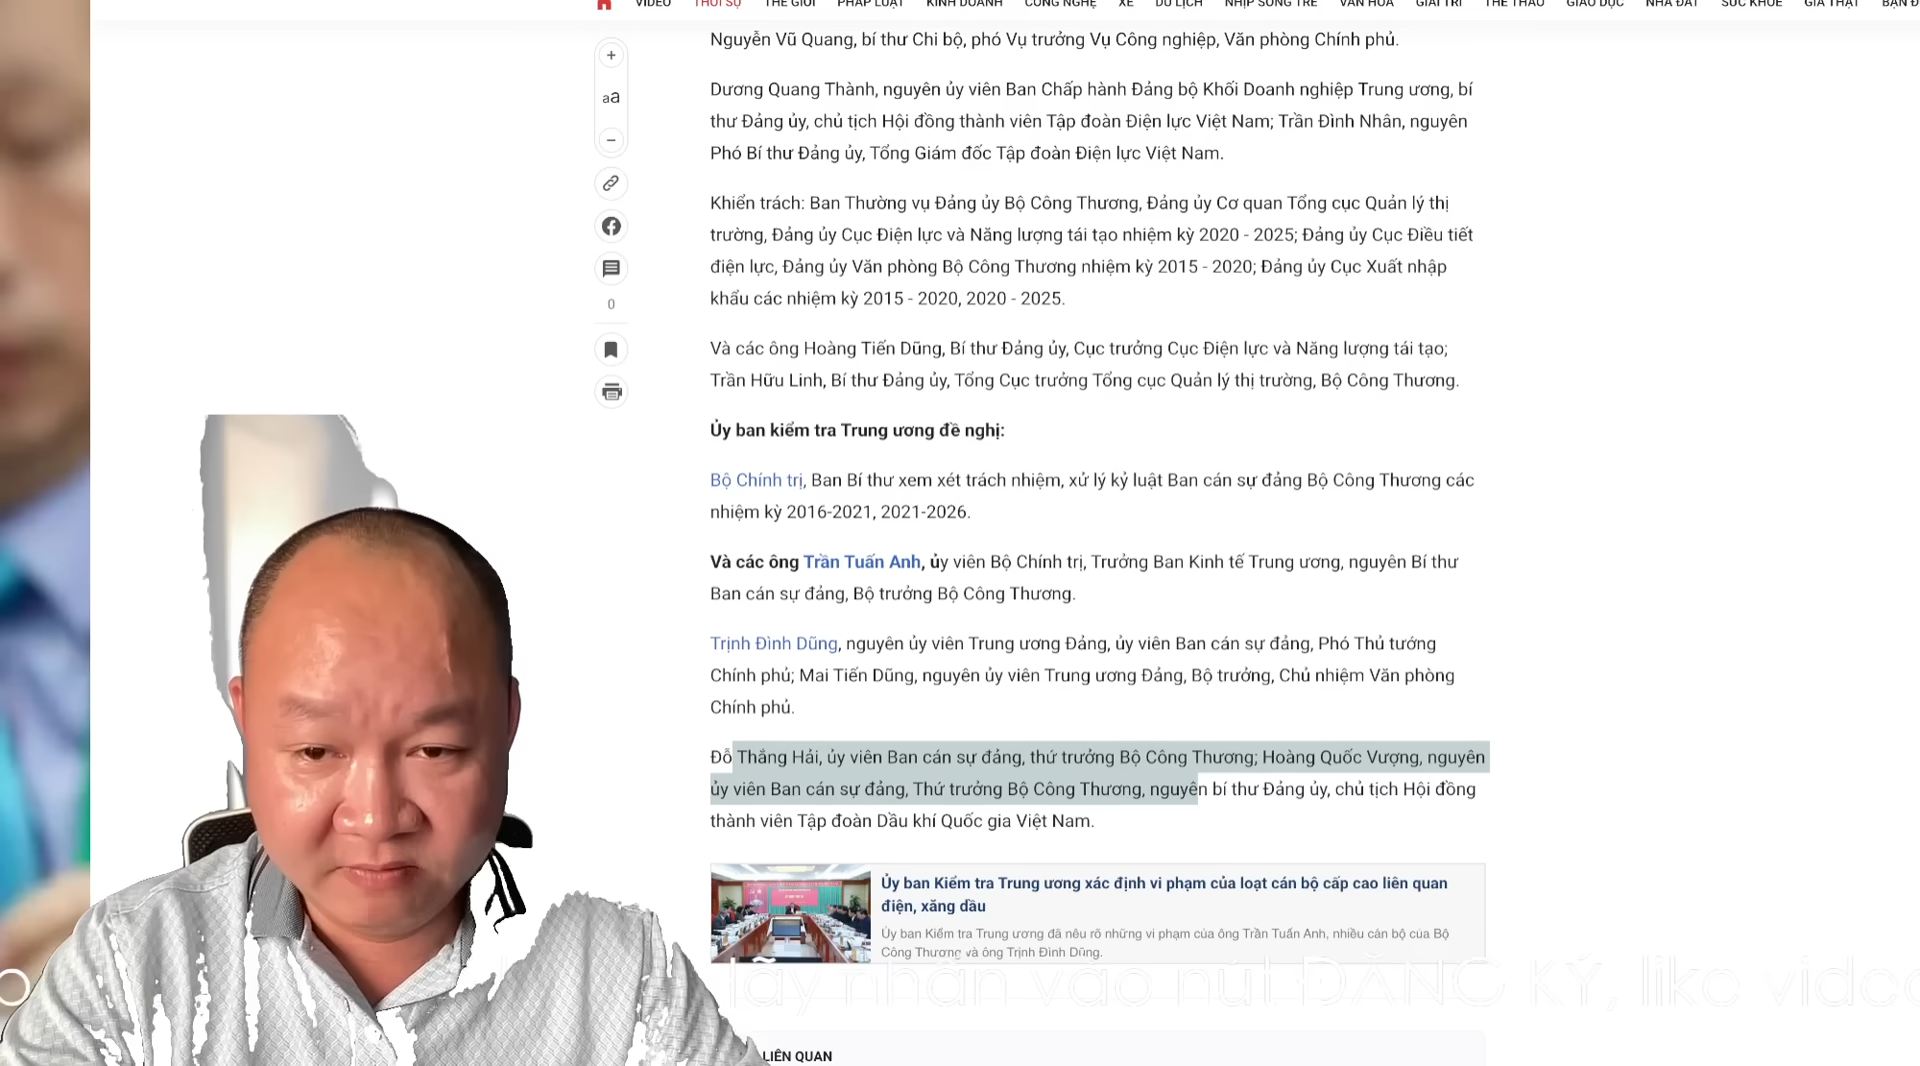 VIDEO THỜI SỰ THẾ GIỚI PHÁP LUẬT KINH DOANH CÔNG NGHỆ XE DU LỊCH NHỊP SỐNG TRẺ VĂN HÓA GIẢI TRÍ THỂ THAO GIÁO DỤC NHÀ ĐẤT SỨC KHỎE GIẢ THẬT
Nguyễn Vũ Quang, bí thư Chi bộ, phó Vụ trưởng Vụ Công nghiệp, Văn phòng Chính phủ.
+
aA
−
0
Dương Quang Thành, nguyên ủy viên Ban Chấp hành Đảng bộ Khối Doanh nghiệp Trung ương, bí
thư Đảng ủy, chủ tịch Hội đồng thành viên Tập đoàn Điện lực Việt Nam; Trần Đình Nhân, nguyên
Phó Bí thư Đảng ủy, Tổng Giám đốc Tập đoàn Điện lực Việt Nam.
Khiển trách: Ban Thường vụ Đảng ủy Bộ Công Thương, Đảng ủy Cơ quan Tổng cục Quản lý thị
trường, Đảng ủy Cục Điện lực và Năng lượng tái tạo nhiệm kỳ 2020 - 2025; Đảng ủy Cục Điều tiết
điện lực, Đảng ủy Văn phòng Bộ Công Thương nhiệm kỳ 2015 - 2020; Đảng ủy Cục Xuất nhập
khẩu các nhiệm kỳ 2015 - 2020, 2020 - 2025.
Và các ông Hoàng Tiến Dũng, Bí thư Đảng ủy, Cục trưởng Cục Điện lực và Năng lượng tái tạo;
Trần Hữu Linh, Bí thư Đảng ủy, Tổng Cục trưởng Tổng cục Quản lý thị trường, Bộ Công Thương.
Ủy ban kiểm tra Trung ương đề nghị:
Bộ Chính trị, Ban Bí thư xem xét trách nhiệm, xử lý kỷ luật Ban cán sự đảng Bộ Công Thương các
nhiệm kỳ 2016-2021, 2021-2026.
Và các ông Trần Tuấn Anh, ủy viên Bộ Chính trị, Trưởng Ban Kinh tế Trung ương, nguyên Bí thư
Ban cán sự đảng, Bộ trưởng Bộ Công Thương.
Trịnh Đình Dũng, nguyên ủy viên Trung ương Đảng, ủy viên Ban cán sự đảng, Phó Thủ tướng
Chính phủ; Mai Tiến Dũng, nguyên ủy viên Trung ương Đảng, Bộ trưởng, Chủ nhiệm Văn phòng
Chính phủ.
Đỗ Thắng Hải, ủy viên Ban cán sự đảng, thứ trưởng Bộ Công Thương; Hoàng Quốc Vượng, nguyên
ủy viên Ban cán sự đảng, Thứ trưởng Bộ Công Thương, nguyên bí thư Đảng ủy, chủ tịch Hội đồng
thành viên Tập đoàn Dầu khí Quốc gia Việt Nam.
Ủy ban Kiểm tra Trung ương xác định vi phạm của loạt cán bộ cấp cao liên quan
điện, xăng dầu
Ủy ban Kiểm tra Trung ương đã nêu rõ những vi phạm của ông Trần Tuấn Anh, nhiều cán bộ của Bộ
Công Thương và ông Trịnh Đình Dũng.
hãy nhấn vào nút ĐĂNG KÝ, like video
LIÊN QUAN